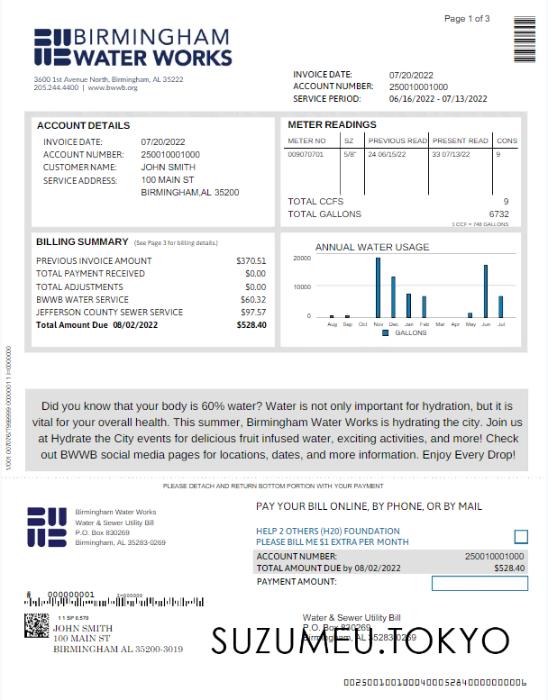 Page 1 of 3
BIRMINGHAM
WATER WORKS
3600 1st Avenue North, Birmingham, AL 35222
205.244.4400 | www.bwwb.org
INVOICE DATE: 07/20/2022
ACCOUNT NUMBER: 250010001000
SERVICE PERIOD: 06/16/2022 - 07/13/2022
ACCOUNT DETAILS
INVOICE DATE: 07/20/2022
ACCOUNT NUMBER: 250010001000
CUSTOMER NAME: JOHN SMITH
SERVICE ADDRESS: 100 MAIN ST
BIRMINGHAM,AL 35200
METER READINGS
METER NO SZ PREVIOUS READ PRESENT READ CONS
009070701 5/8" 24 06/15/22 33 07/13/22 9
TOTAL CCFS 9
TOTAL GALLONS 6732
1 CCF = 748 GALLONS
BILLING SUMMARY (See Page 3 for billing details.)
PREVIOUS INVOICE AMOUNT $370.51
TOTAL PAYMENT RECEIVED $0.00
TOTAL ADJUSTMENTS $0.00
BWWB WATER SERVICE $60.32
JEFFERSON COUNTY SEWER SERVICE $97.57
Total Amount Due 08/02/2022 $528.40
ANNUAL WATER USAGE
20000
10000
0
Aug Sep Oct Nov Dec Jan Feb Mar Apr May Jun Jul
GALLONS
Did you know that your body is 60% water? Water is not only important for hydration, but it is
vital for your overall health. This summer, Birmingham Water Works is hydrating the city. Join us
at Hydrate the City events for delicious fruit infused water, exciting activities, and more! Check
out BWWB social media pages for locations, dates, and more information. Enjoy Every Drop!
PLEASE DETACH AND RETURN BOTTOM PORTION WITH YOUR PAYMENT
Birmingham Water Works
Water & Sewer Utility Bill
P.O. Box 830269
Birmingham, AL 35283-0269
PAY YOUR BILL ONLINE, BY PHONE, OR BY MAIL
HELP 2 OTHERS (H20) FOUNDATION
PLEASE BILL ME $1 EXTRA PER MONTH
ACCOUNT NUMBER: 250010001000
TOTAL AMOUNT DUE by 08/02/2022 $528.40
PAYMENT AMOUNT:
000000001
1 1 SP 0.570
JOHN SMITH
100 MAIN ST
BIRMINGHAM AL 35200-3019
Water & Sewer Utility Bill
P.O. Box 830269
Birmingham, AL 35283-0269
SUZUMEU.TOKYO